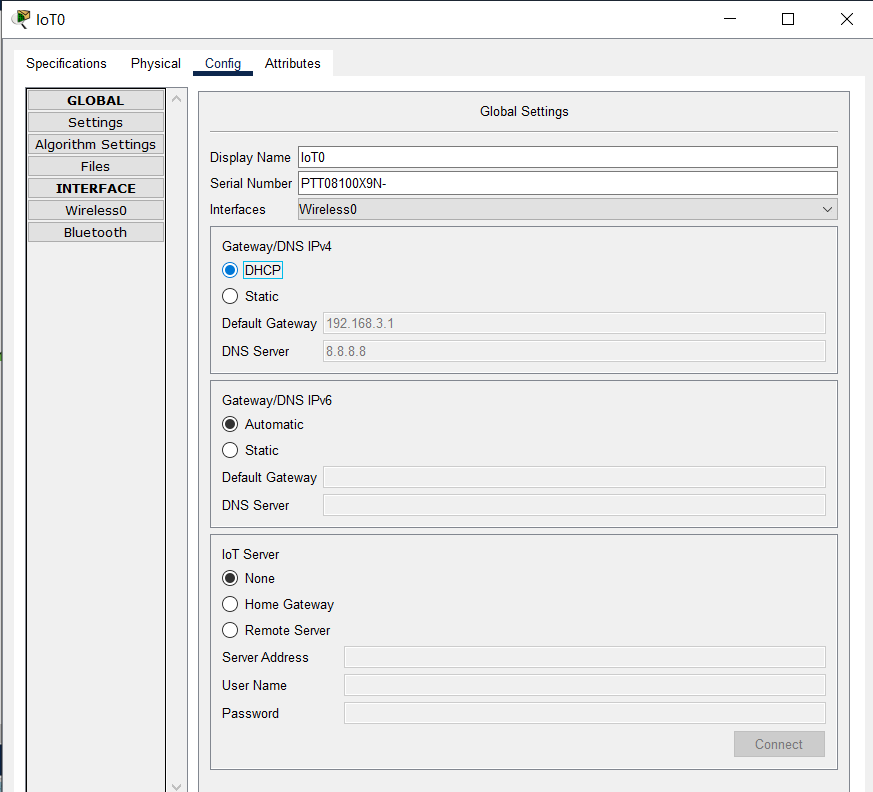 IoT0
Specifications Physical Config Attributes
GLOBAL
Settings
Algorithm Settings
Files
INTERFACE
Wireless0
Bluetooth
Global Settings
Display Name IoT0
Serial Number PTT08100X9N-
Interfaces Wireless0
Gateway/DNS IPv4
DHCP
Static
Default Gateway 192.168.3.1
DNS Server 8.8.8.8
Gateway/DNS IPv6
Automatic
Static
Default Gateway
DNS Server
IoT Server
None
Home Gateway
Remote Server
Server Address
User Name
Password
Connect